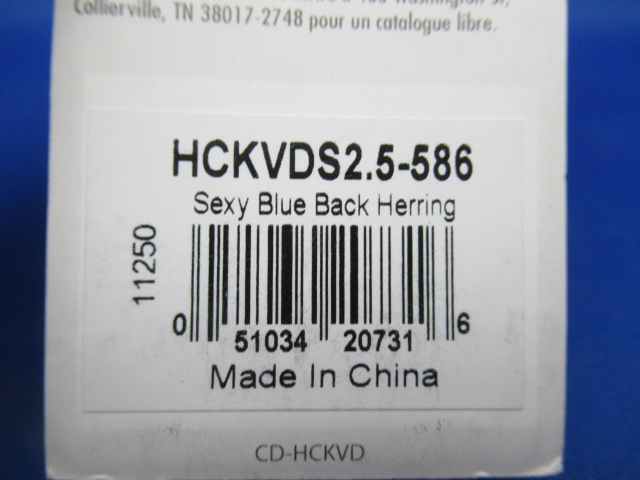 Collierville, TN 38017-2748 pour un catalogue libre.
HCKVDS2.5-586
Sexy Blue Back Herring
11250
0 51034 20731 6
Made In China
CD-HCKVD